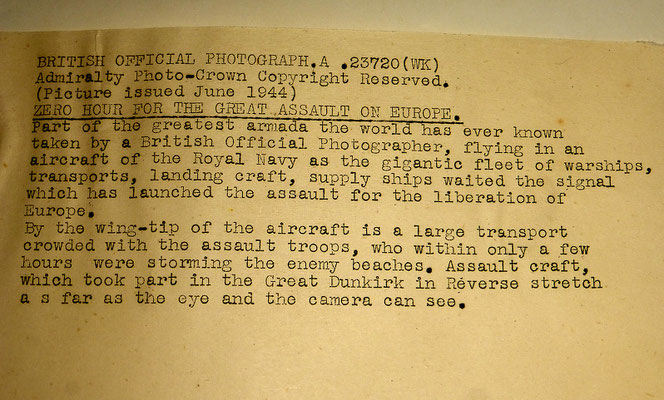 BRITISH OFFICIAL PHOTOGRAPH.A .23720(WK)
Admiralty Photo-Crown Copyright Reserved.
(Picture issued June 1944)
ZERO HOUR FOR THE GREAT ASSAULT ON EUROPE.
Part of the greatest armada the world has ever known
taken by a British Official Photographer, flying in an
aircraft of the Royal Navy as the gigantic fleet of warships,
transports, landing craft, supply ships waited the signal
which has launched the assault for the liberation of
Europe.
By the wing-tip of the aircraft is a large transport
crowded with the assault troops, who within only a few
hours were storming the enemy beaches. Assault craft,
which took part in the Great Dunkirk in Reverse stretch
a s far as the eye and the camera can see.